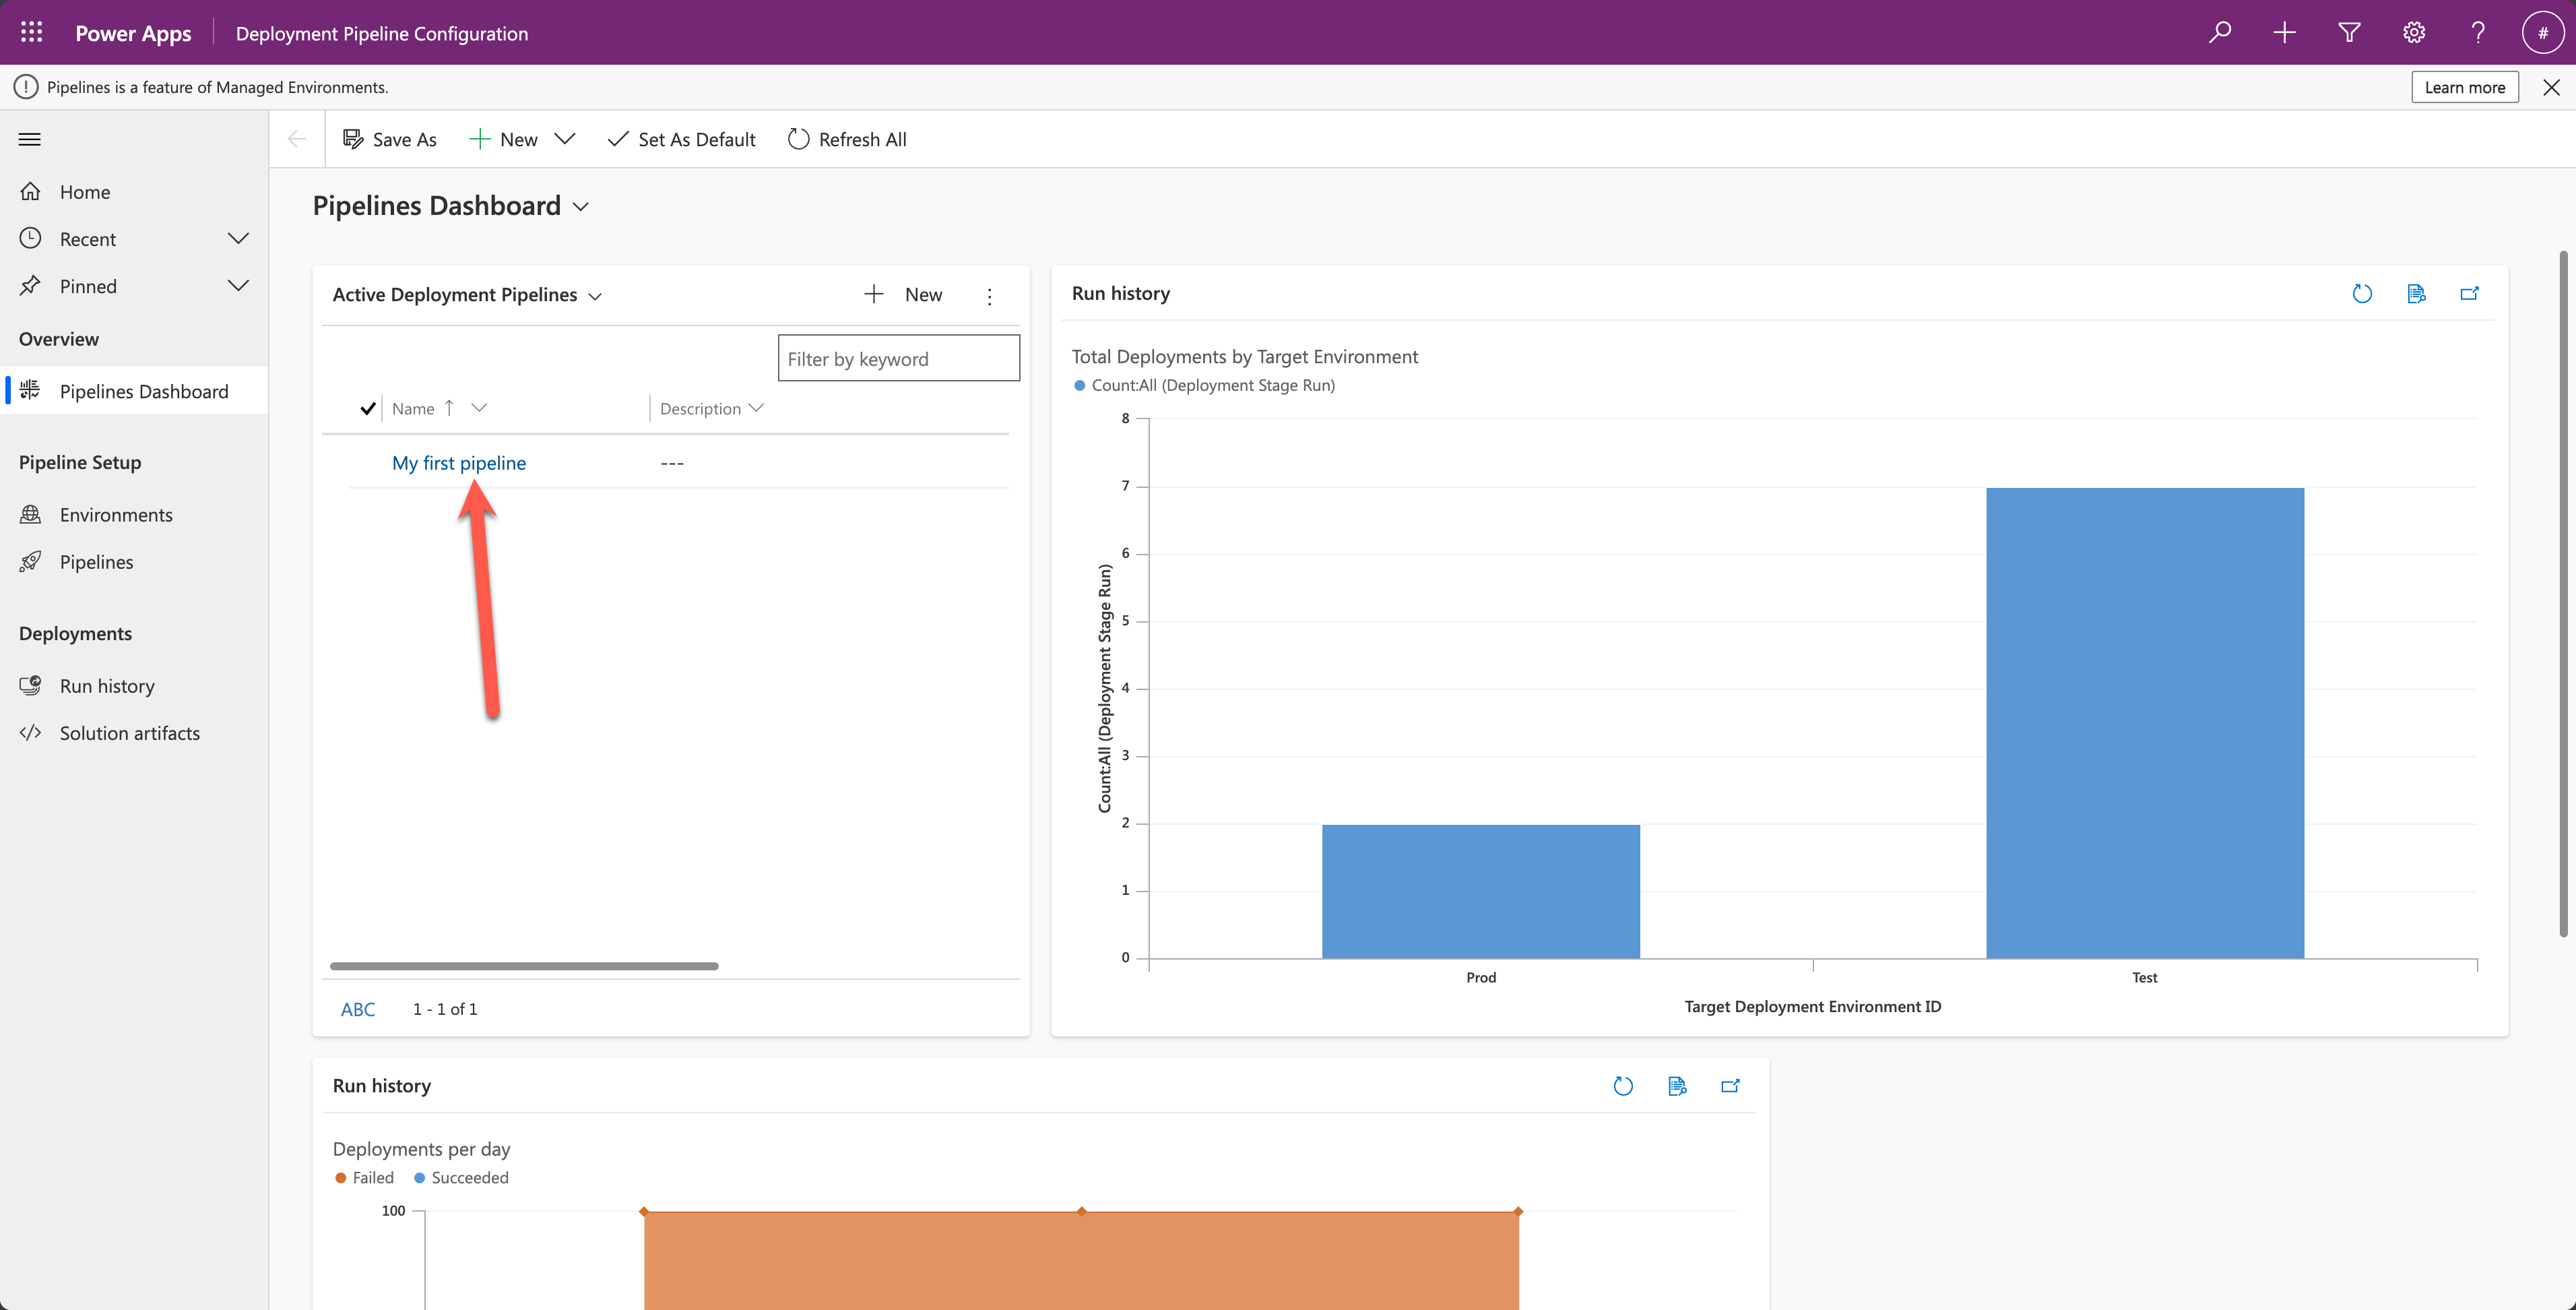 Power Apps
Deployment Pipeline Configuration
#
Pipelines is a feature of Managed Environments.
Learn more
Save As
New
Set As Default
Refresh All
Home
Recent
Pinned
Overview
Pipelines Dashboard
Pipeline Setup
Environments
Pipelines
Deployments
Run history
Solution artifacts
Pipelines Dashboard
Active Deployment Pipelines
New
Filter by keyword
Name
Description
My first pipeline
---
ABC
1 - 1 of 1
Run history
Total Deployments by Target Environment
Count:All (Deployment Stage Run)
8
7
6
5
4
3
2
1
0
Count:All (Deployment Stage Run)
Prod
Test
Target Deployment Environment ID
Run history
Deployments per day
Failed
Succeeded
100